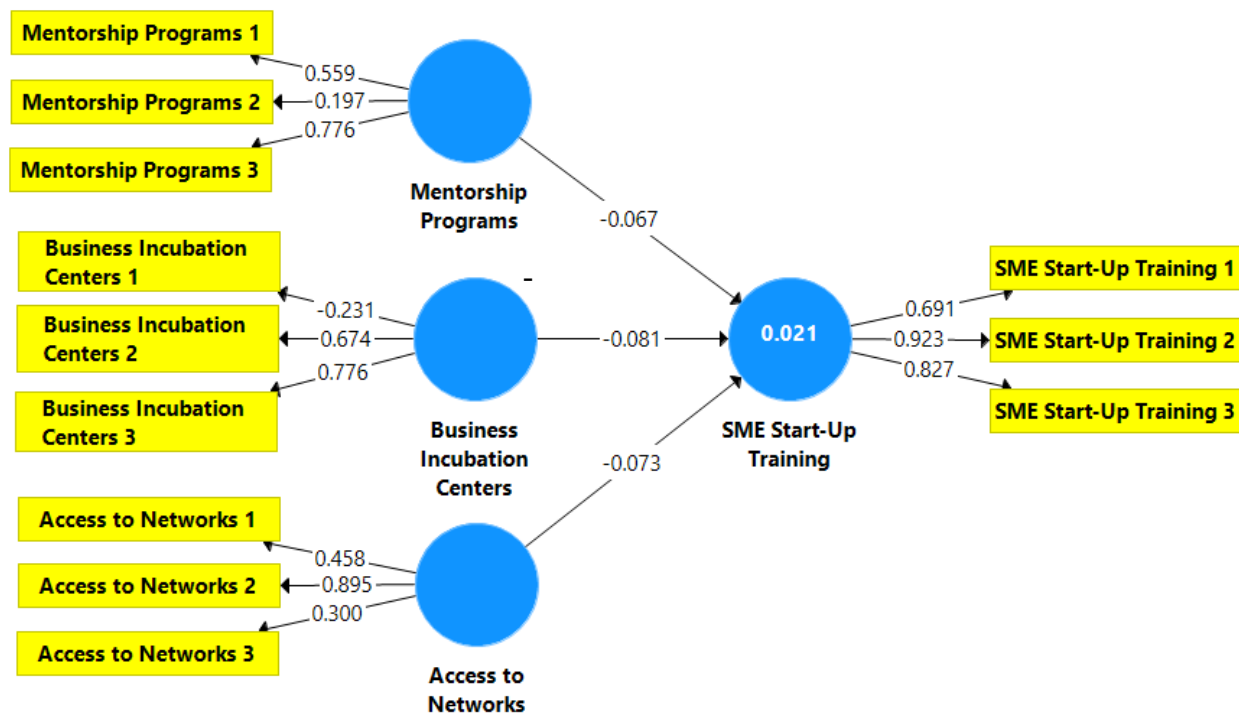 Mentorship Programs 1
0.559
Mentorship Programs 2
0.197
0.776
Mentorship Programs 3
Mentorship
Programs
-0.067
Business Incubation
Centers 1
-0.231
Business Incubation
Centers 2
0.674
0.776
Business Incubation
Centers 3
-
Business
Incubation
Centers
-0.081
0.021
SME Start-Up
Training
SME Start-Up Training 1
0.691
0.923
SME Start-Up Training 2
0.827
SME Start-Up Training 3
-0.073
Access to Networks 1
0.458
Access to Networks 2
0.895
0.300
Access to Networks 3
Access to
Networks